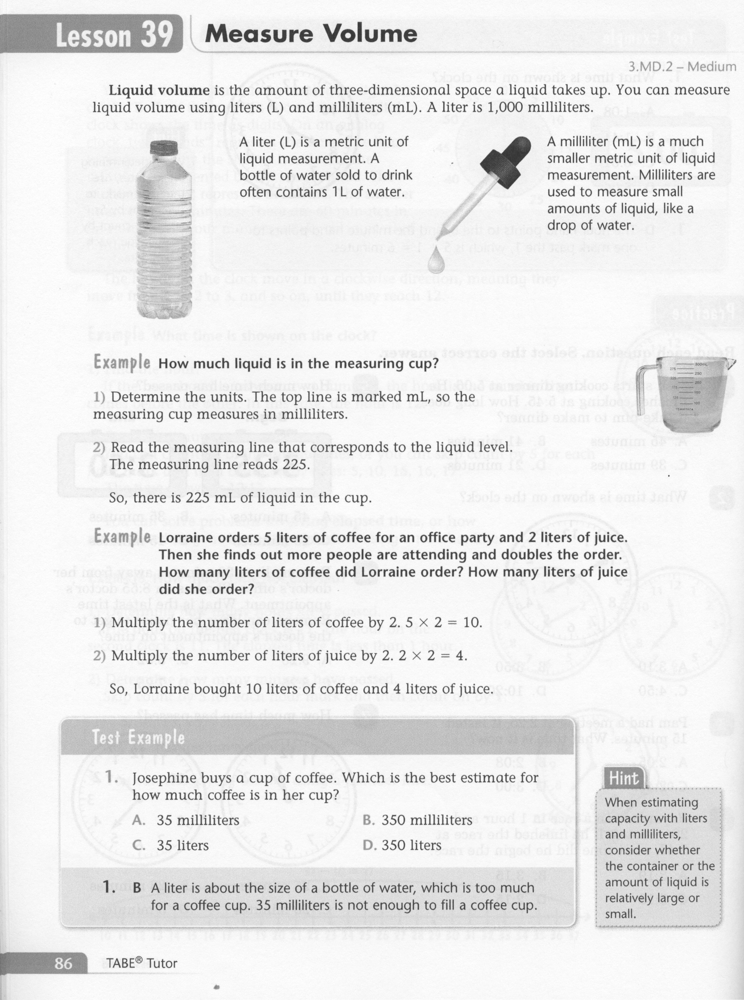 Lesson 39
Measure Volume
3.MD.2 – Medium
Liquid volume is the amount of three-dimensional space a liquid takes up. You can measure
liquid volume using liters (L) and milliliters (mL). A liter is 1,000 milliliters.
A liter (L) is a metric unit of
liquid measurement. A
bottle of water sold to drink
often contains 1 L of water.
A milliliter (mL) is a much
smaller metric unit of liquid
measurement. Milliliters are
used to measure small
amounts of liquid, like a
drop of water.
Example How much liquid is in the measuring cup?
300mL
275
250
225
200
175
150
125
100
75
1) Determine the units. The top line is marked mL, so the
measuring cup measures in milliliters.
2) Read the measuring line that corresponds to the liquid level.
The measuring line reads 225.
So, there is 225 mL of liquid in the cup.
Example Lorraine orders 5 liters of coffee for an office party and 2 liters of juice.
Then she finds out more people are attending and doubles the order.
How many liters of coffee did Lorraine order? How many liters of juice
did she order?
1) Multiply the number of liters of coffee by 2. 5 × 2 = 10.
2) Multiply the number of liters of juice by 2. 2 × 2 = 4.
So, Lorraine bought 10 liters of coffee and 4 liters of juice.
Test Example
1. Josephine buys a cup of coffee. Which is the best estimate for
how much coffee is in her cup?
A. 35 milliliters
B. 350 milliliters
C. 35 liters
D. 350 liters
1. B A liter is about the size of a bottle of water, which is too much
for a coffee cup. 35 milliliters is not enough to fill a coffee cup.
Hint
When estimating
capacity with liters
and milliliters,
consider whether
the container or the
amount of liquid is
relatively large or
small.
86
TABE® Tutor